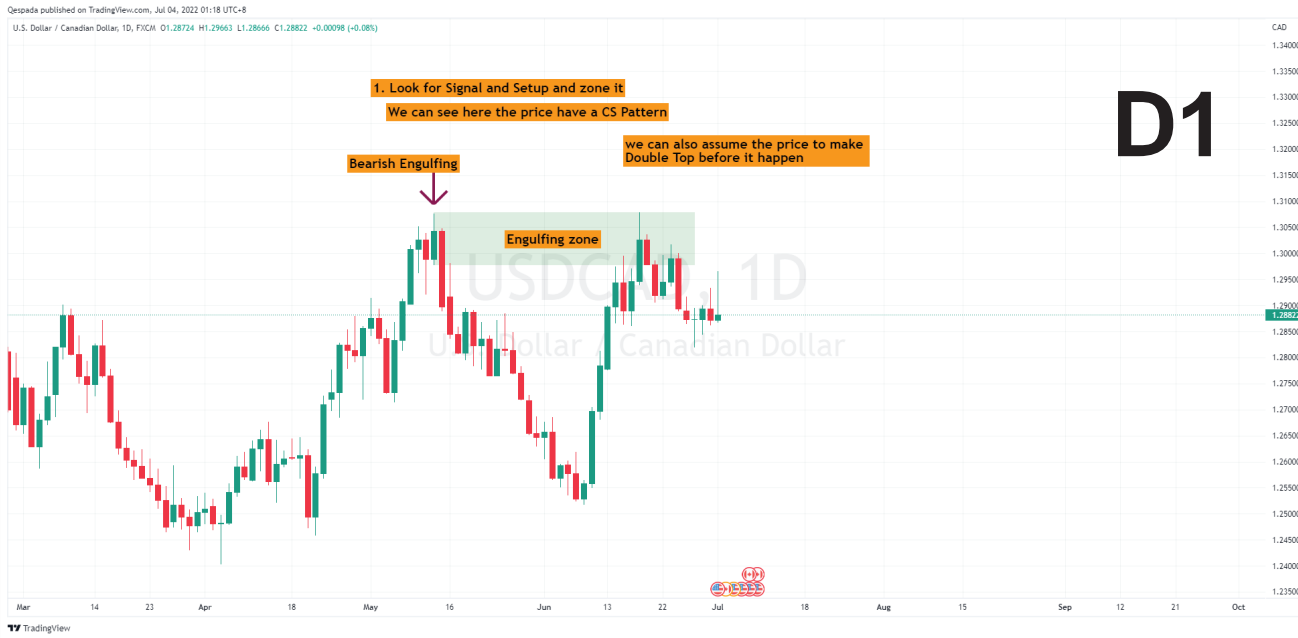 Qespada published on TradingView.com, Jul 04, 2022 01:18 UTC+8
U.S. Dollar / Canadian Dollar, 1D, FXCM O1.28724 H1.29663 L1.28666 C1.28822 +0.00098 (+0.08%)
CAD
1.34000
1.33500
1. Look for Signal and Setup and zone it
1.33000
We can see here the price have a CS Pattern
D1
1.32500
we can also assume the price to make
Double Top before it happen
1.32000
Bearish Engulfing
1.31500
1.31000
1.30500
Engulfing zone
1.30000
USDCAD, 1D
1.29500
1.29000
1.28822
1.28500
U.S. Dollar / Canadian Dollar
1.28000
1.27500
1.27000
1.26500
1.26000
1.25500
1.25000
1.24500
1.24000
1.23500
Mar 14 23 Apr 18 May 16 Jun 13 22 Jul 18 Aug 15 Sep 12 21 Oct
TradingView